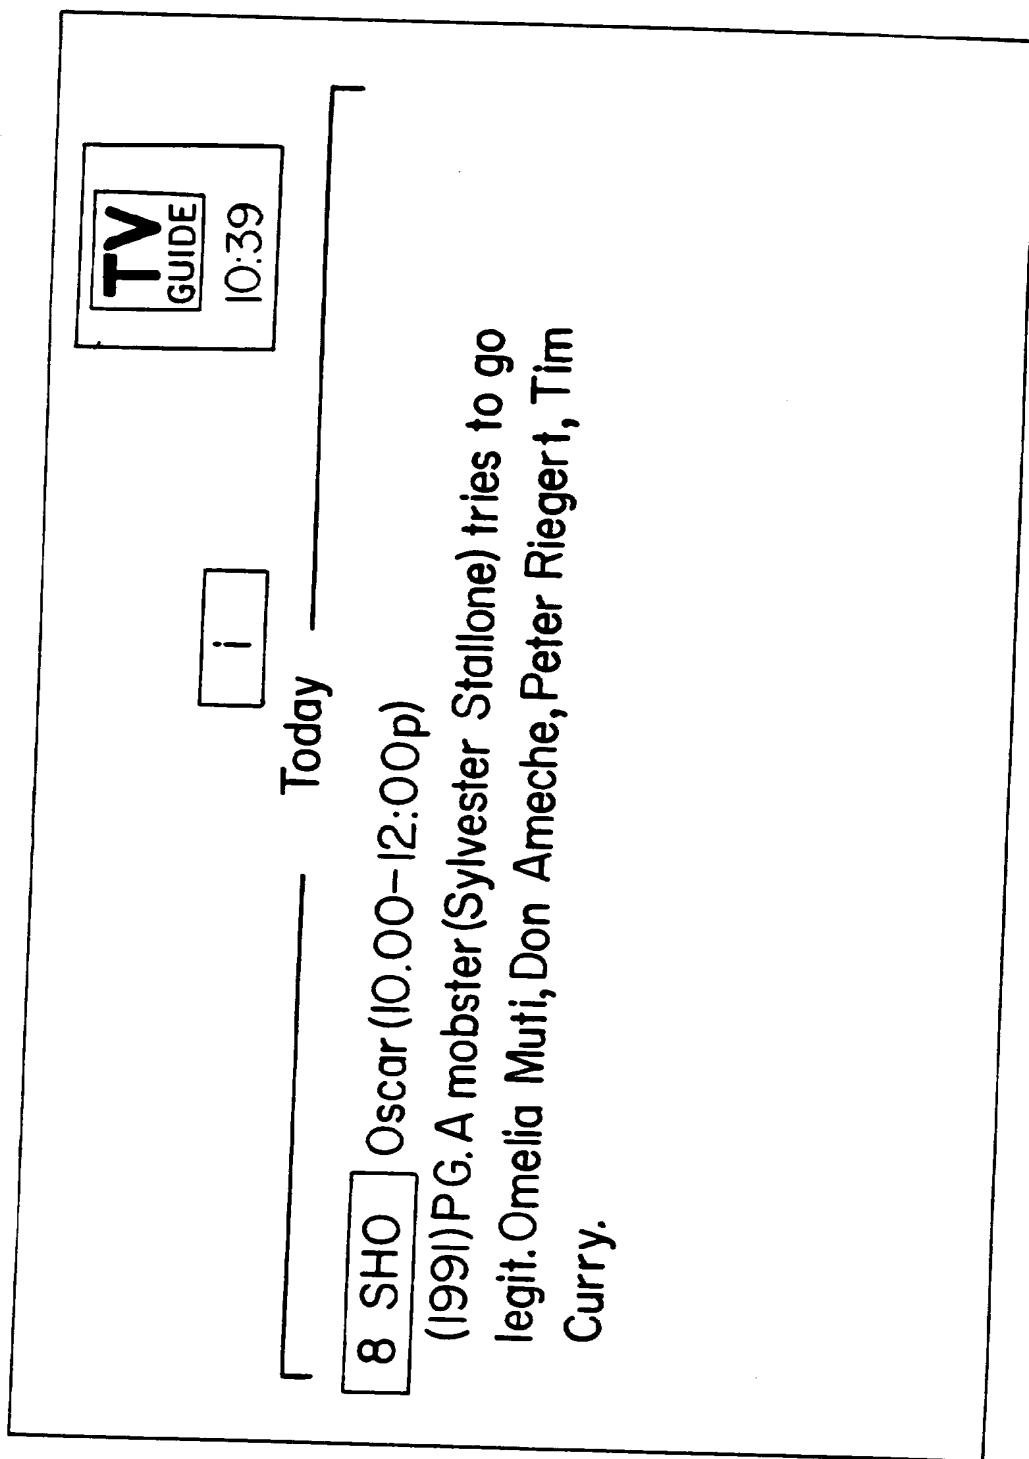 TV
GUIDE
10:39
i
Today
8 SHO Oscar (10.00-12:00p)
(1991) PG. A mobster (Sylvester Stallone) tries to go
legit. Omelia Muti, Don Ameche, Peter Riegert, Tim
Curry.